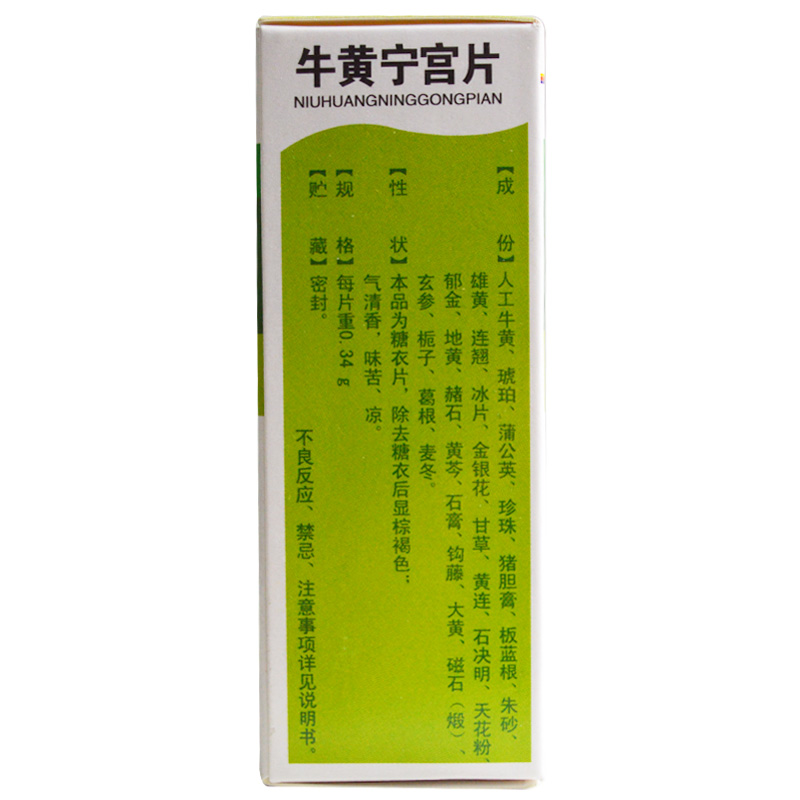 牛黄宁宫片
NIUHUANGNINGGONGPIAN
【成份】人工牛黄、琥珀、蒲公英、珍珠、猪胆膏、板蓝根、朱砂、
雄黄、连翘、冰片、金银花、甘草、黄连、石决明、天花粉、
郁金、地黄、赭石、黄芩、石膏、钩藤、大黄、磁石（煅）、
玄参、栀子、葛根、麦冬。
【性状】本品为糖衣片，除去糖衣后显棕褐色；
气清香，味苦、凉。
【规格】每片重0.34 g
【贮藏】密封。
不良反应、禁忌、注意事项详见说明书。